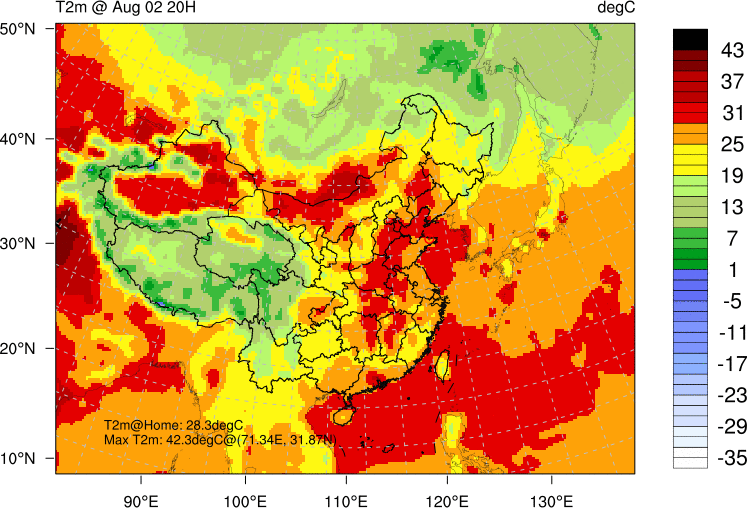 T2m @ Aug 02 20H
degC
50°N
40°N
30°N
20°N
10°N
90°E
100°E
110°E
120°E
130°E
T2m@Home: 28.3degC
Max T2m: 42.3degC@(71.34E, 31.87N)
43
37
31
25
19
13
7
1
-5
-11
-17
-23
-29
-35